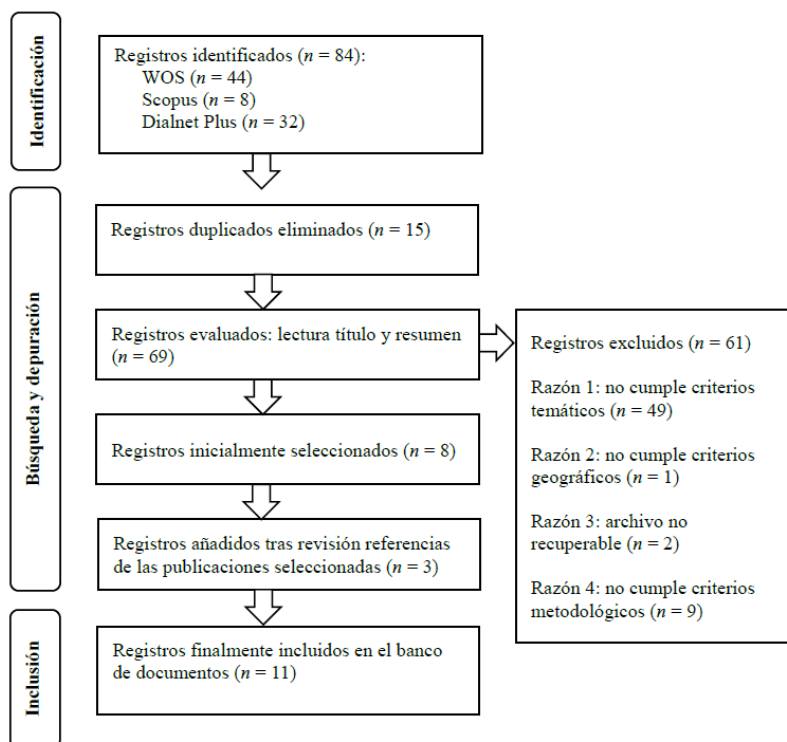 Identificación
Registros identificados (n = 84):
WOS (n = 44)
Scopus (n = 8)
Dialnet Plus (n = 32)
Búsqueda y depuración
Registros duplicados eliminados (n = 15)
Registros evaluados: lectura título y resumen
(n = 69)
Registros excluidos (n = 61)
Razón 1: no cumple criterios
temáticos (n = 49)
Razón 2: no cumple criterios
geográficos (n = 1)
Razón 3: archivo no
recuperable (n = 2)
Razón 4: no cumple criterios
metodológicos (n = 9)
Registros inicialmente seleccionados (n = 8)
Registros añadidos tras revisión referencias
de las publicaciones seleccionadas (n = 3)
Inclusión
Registros finalmente incluidos en el banco
de documentos (n = 11)